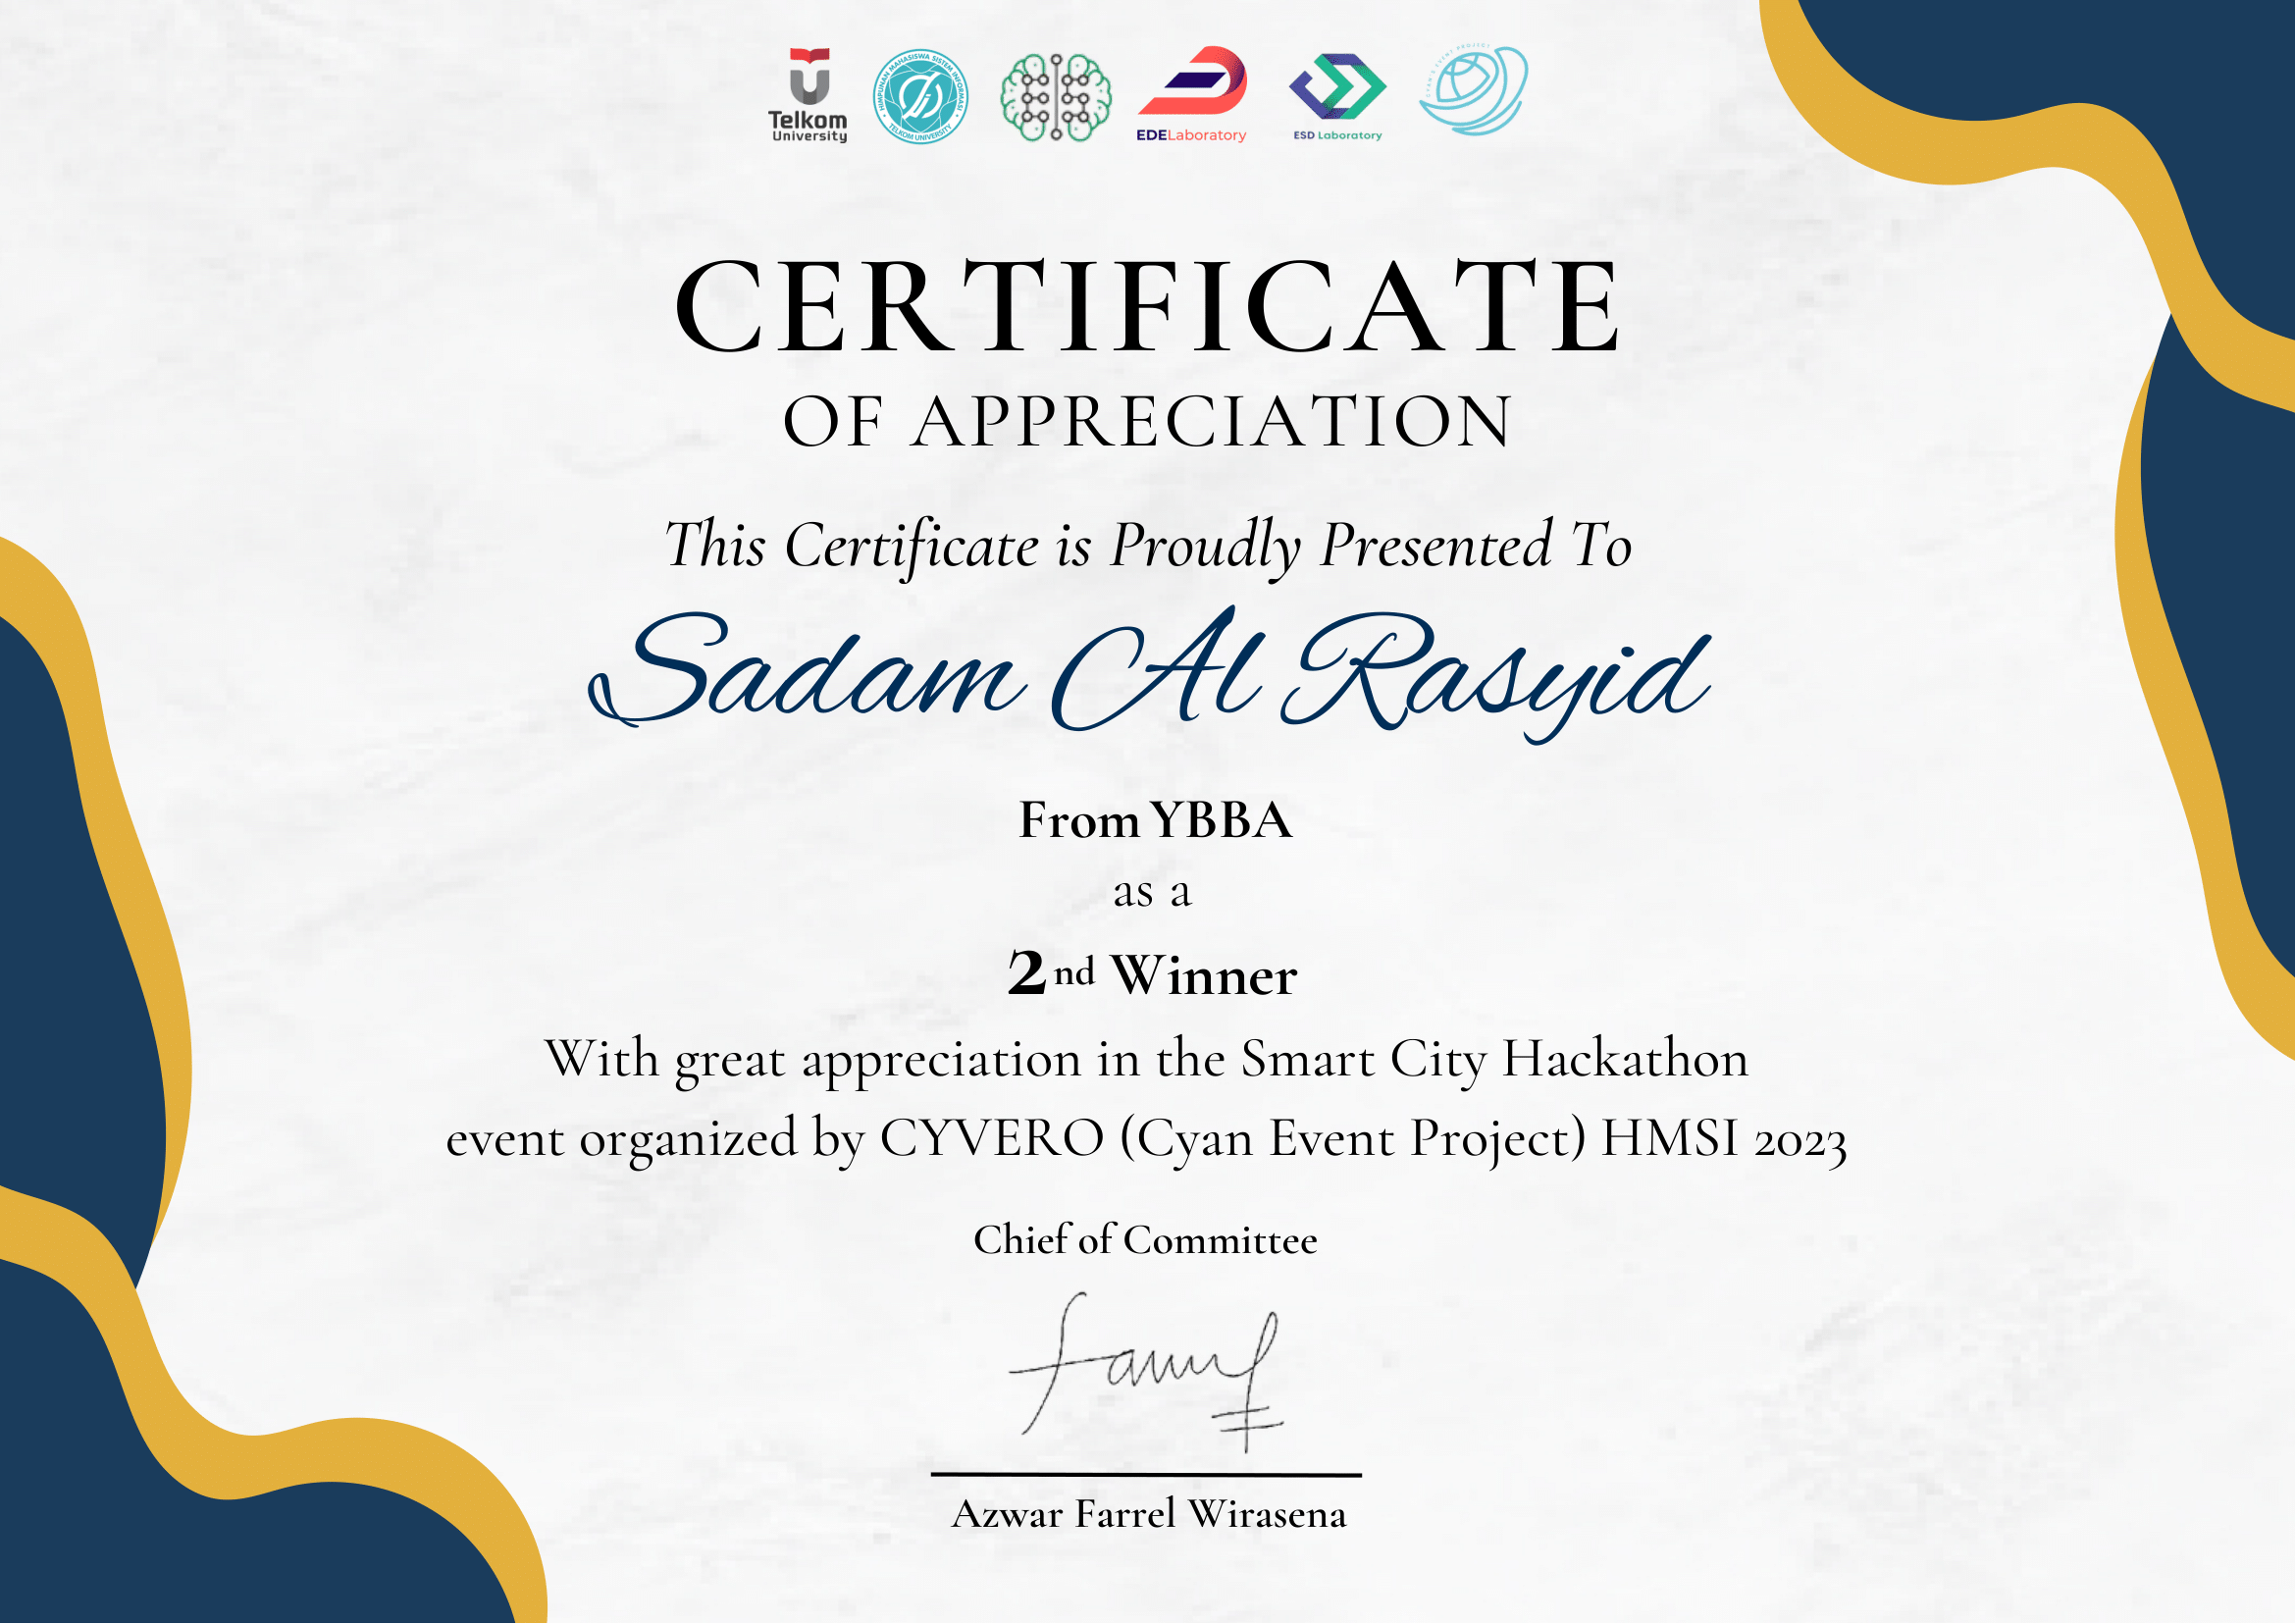 Telkom
University
HIMPUNAN MAHASISWA SISTEM INFORMASI
TELKOM UNIVERSITY
EDELaboratory
ESD Laboratory
CERTIFICATE
OF APPRECIATION
This Certificate is Proudly Presented To
Sadam Al Rasyid
From YBBA
as a
2nd Winner
With great appreciation in the Smart City Hackathon
event organized by CYVERO (Cyan Event Project) HMSI 2023
Chief of Committee
Azwar Farrel Wirasena